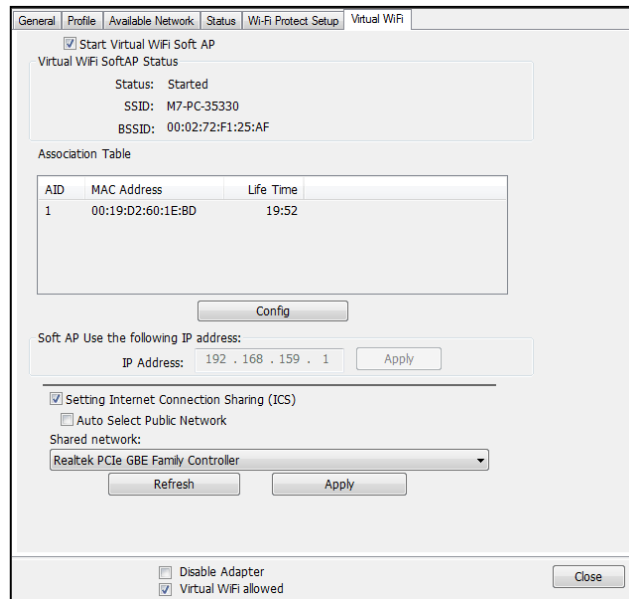 General Profile Available Network Status Wi-Fi Protect Setup Virtual WiFi
Start Virtual WiFi Soft AP
Virtual WiFi SoftAP Status
Status: Started
SSID: M7-PC-35330
BSSID: 00:02:72:F1:25:AF
Association Table
AID MAC Address Life Time
1 00:19:D2:60:1E:BD 19:52
Config
Soft AP Use the following IP address:
IP Address: 192 . 168 . 159 . 1 Apply
Setting Internet Connection Sharing (ICS)
Auto Select Public Network
Shared network:
Realtek PCIe GBE Family Controller
Refresh Apply
Disable Adapter
Virtual WiFi allowed
Close